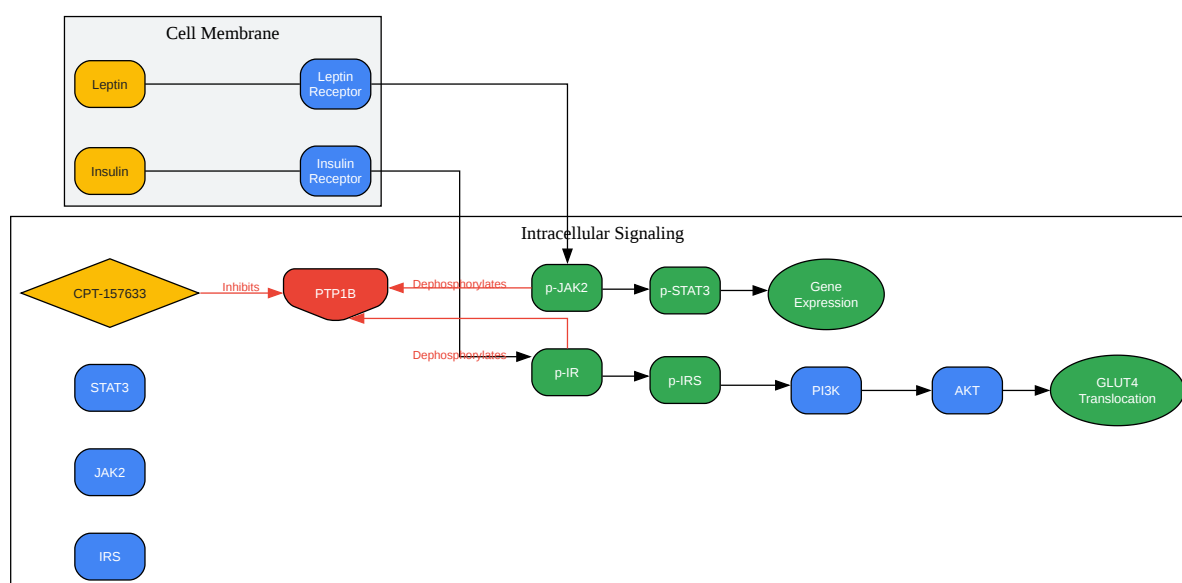 Cell Membrane
Leptin
Leptin
Receptor
Insulin
Insulin
Receptor
Intracellular Signaling
CPT-157633
Inhibits
PTP1B
Dephosphorylates
p-JAK2
p-STAT3
Gene
Expression
Dephosphorylates
p-IR
p-IRS
PI3K
AKT
GLUT4
Translocation
STAT3
JAK2
IRS